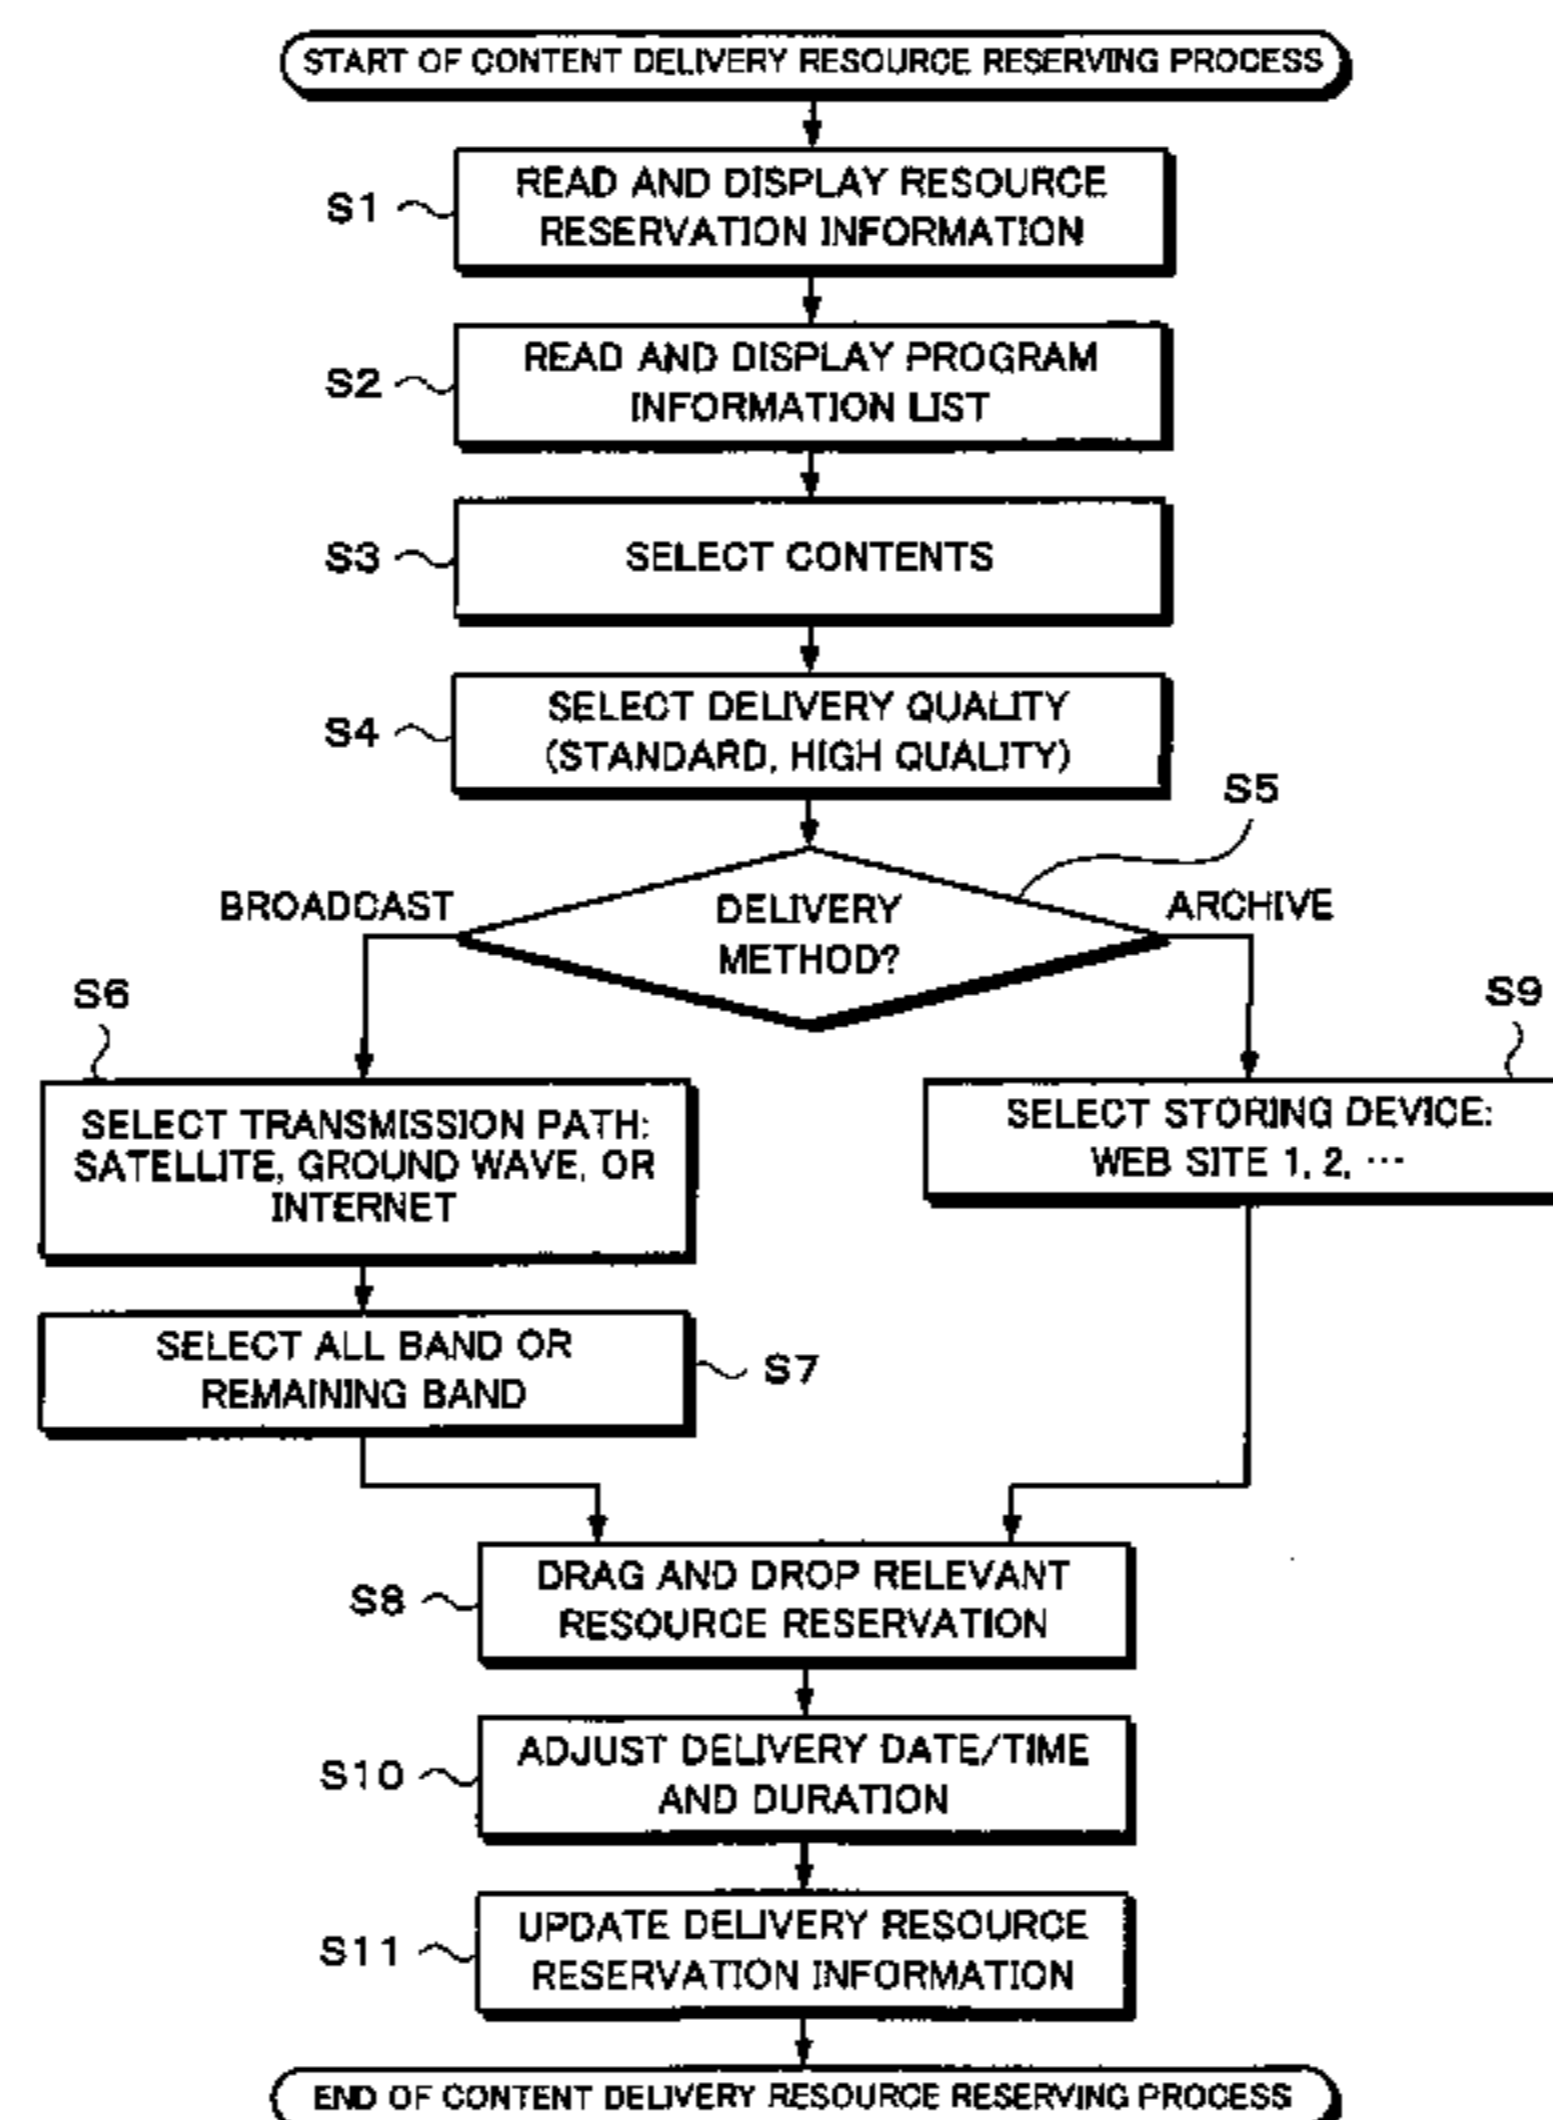 START OF CONTENT DELIVERY RESOURCE RESERVING PROCESS
S1
READ AND DISPLAY RESOURCE
RESERVATION INFORMATION
S2
READ AND DISPLAY PROGRAM
INFORMATION LIST
S3
SELECT CONTENTS
S4
SELECT DELIVERY QUALITY
(STANDARD, HIGH QUALITY)
S5
DELIVERY
METHOD?
BROADCAST
ARCHIVE
S6
SELECT TRANSMISSION PATH:
SATELLITE, GROUND WAVE, OR
INTERNET
S9
SELECT STORING DEVICE:
WEB SITE 1, 2, ···
SELECT ALL BAND OR
REMAINING BAND
S7
S8
DRAG AND DROP RELEVANT
RESOURCE RESERVATION
S10
ADJUST DELIVERY DATE/TIME
AND DURATION
S11
UPDATE DELIVERY RESOURCE
RESERVATION INFORMATION
END OF CONTENT DELIVERY RESOURCE RESERVING PROCESS